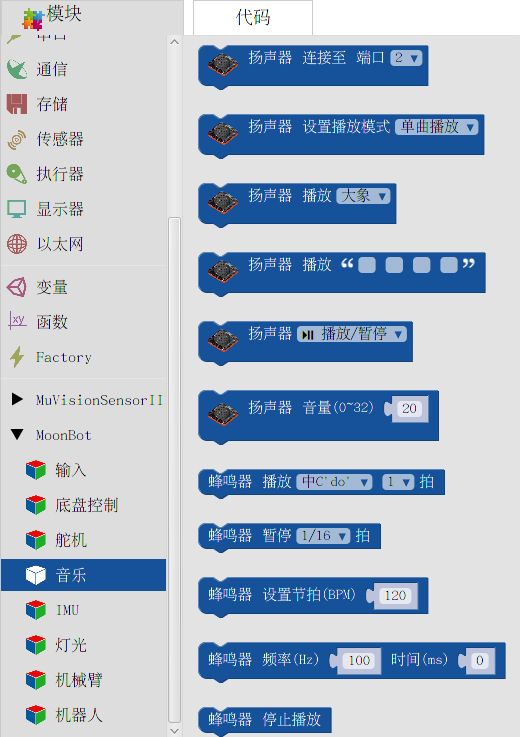 模块
代码
串口
通信
存储
传感器
执行器
显示器
以太网
变量
xy 函数
Factory
MuVisionSensorII
MoonBot
输入
底盘控制
舵机
音乐
IMU
灯光
机械臂
机器人
扬声器 连接至 端口 2
扬声器 设置播放模式 单曲播放
扬声器 播放 大象
扬声器 播放 “ ”
扬声器 播放/暂停
扬声器 音量(0~32) 20
蜂鸣器 播放 中C'do' 1 拍
蜂鸣器 暂停 1/16 拍
蜂鸣器 设置节拍(BPM) 120
蜂鸣器 频率(Hz) 100 时间(ms) 0
蜂鸣器 停止播放